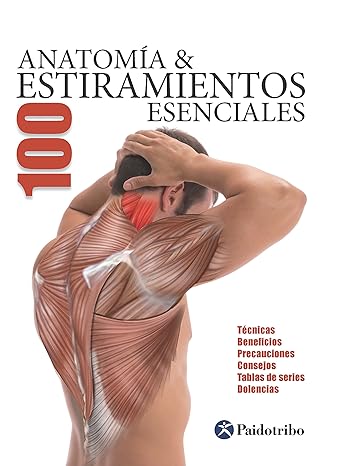 ANATOMÍA &
100 ESTIRAMIENTOS
ESENCIALES
Técnicas
Beneficios
Precauciones
Consejos
Tablas de series
Dolencias
Paidotribo